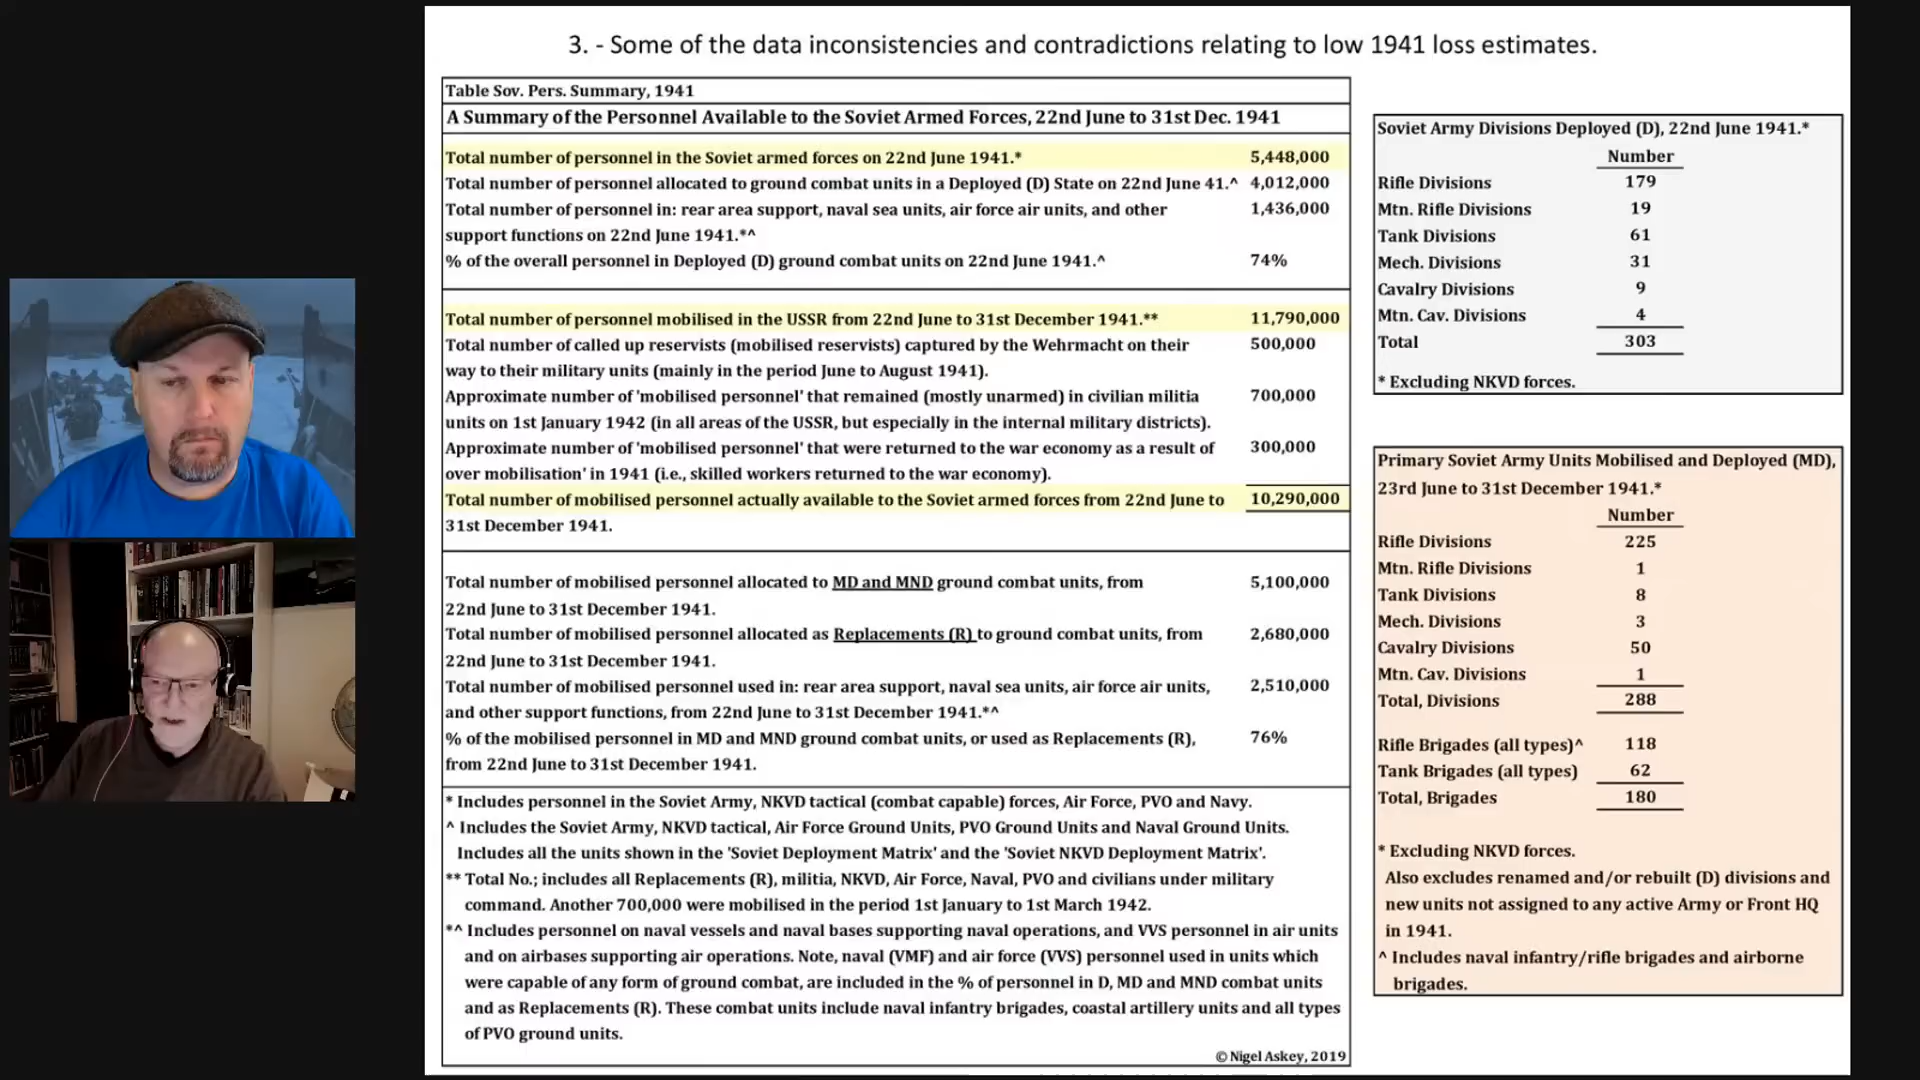 3. - Some of the data inconsistencies and contradictions relating to low 1941 loss estimates.
Table Sov. Pers. Summary, 1941
A Summary of the Personnel Available to the Soviet Armed Forces, 22nd June to 31st Dec. 1941
Total number of personnel in the Soviet armed forces on 22nd June 1941.* 5,448,000
Total number of personnel allocated to ground combat units in a Deployed (D) State on 22nd June 41.^ 4,012,000
Total number of personnel in: rear area support, naval sea units, air force air units, and other 1,436,000
support functions on 22nd June 1941.*^
% of the overall personnel in Deployed (D) ground combat units on 22nd June 1941.^ 74%
Total number of personnel mobilised in the USSR from 22nd June to 31st December 1941.** 11,790,000
Total number of called up reservists (mobilised reservists) captured by the Wehrmacht on their 500,000
way to their military units (mainly in the period June to August 1941).
Approximate number of 'mobilised personnel' that remained (mostly unarmed) in civilian militia 700,000
units on 1st January 1942 (in all areas of the USSR, but especially in the internal military districts).
Approximate number of 'mobilised personnel' that were returned to the war economy as a result of 300,000
over mobilisation' in 1941 (i.e., skilled workers returned to the war economy).
Total number of mobilised personnel actually available to the Soviet armed forces from 22nd June to 10,290,000
31st December 1941.
Total number of mobilised personnel allocated to MD and MND ground combat units, from 5,100,000
22nd June to 31st December 1941.
Total number of mobilised personnel allocated as Replacements (R) to ground combat units, from 2,680,000
22nd June to 31st December 1941.
Total number of mobilised personnel used in: rear area support, naval sea units, air force air units, 2,510,000
and other support functions, from 22nd June to 31st December 1941.*^
% of the mobilised personnel in MD and MND ground combat units, or used as Replacements (R), 76%
from 22nd June to 31st December 1941.
* Includes personnel in the Soviet Army, NKVD tactical (combat capable) forces, Air Force, PVO and Navy.
^ Includes the Soviet Army, NKVD tactical, Air Force Ground Units, PVO Ground Units and Naval Ground Units.
Includes all the units shown in the 'Soviet Deployment Matrix' and the 'Soviet NKVD Deployment Matrix'.
** Total No.; includes all Replacements (R), militia, NKVD, Air Force, Naval, PVO and civilians under military
command. Another 700,000 were mobilised in the period 1st January to 1st March 1942.
*^ Includes personnel on naval vessels and naval bases supporting naval operations, and VVS personnel in air units
and on airbases supporting air operations. Note, naval (VMF) and air force (VVS) personnel used in units which
were capable of any form of ground combat, are included in the % of personnel in D, MD and MND combat units
and as Replacements (R). These combat units include naval infantry brigades, coastal artillery units and all types
of PVO ground units.
© Nigel Askey, 2019
Soviet Army Divisions Deployed (D), 22nd June 1941.*
Number
Rifle Divisions 179
Mtn. Rifle Divisions 19
Tank Divisions 61
Mech. Divisions 31
Cavalry Divisions 9
Mtn. Cav. Divisions 4
Total 303
* Excluding NKVD forces.
Primary Soviet Army Units Mobilised and Deployed (MD),
23rd June to 31st December 1941.*
Number
Rifle Divisions 225
Mtn. Rifle Divisions 1
Tank Divisions 8
Mech. Divisions 3
Cavalry Divisions 50
Mtn. Cav. Divisions 1
Total, Divisions 288
Rifle Brigades (all types)^ 118
Tank Brigades (all types) 62
Total, Brigades 180
* Excluding NKVD forces.
Also excludes renamed and/or rebuilt (D) divisions and
new units not assigned to any active Army or Front HQ
in 1941.
^ Includes naval infantry/rifle brigades and airborne
brigades.